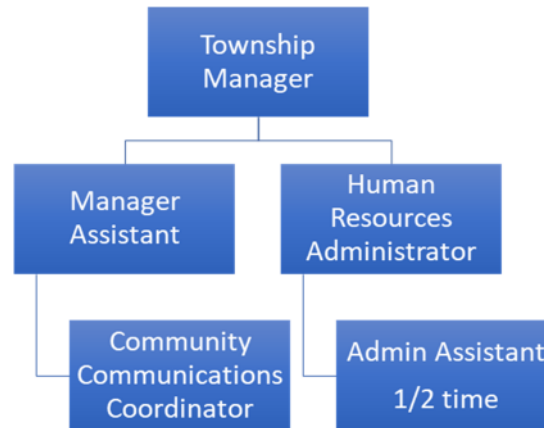 Township
Manager
Manager
Assistant
Human
Resources
Administrator
Community
Communications
Coordinator
Admin Assistant
1/2 time